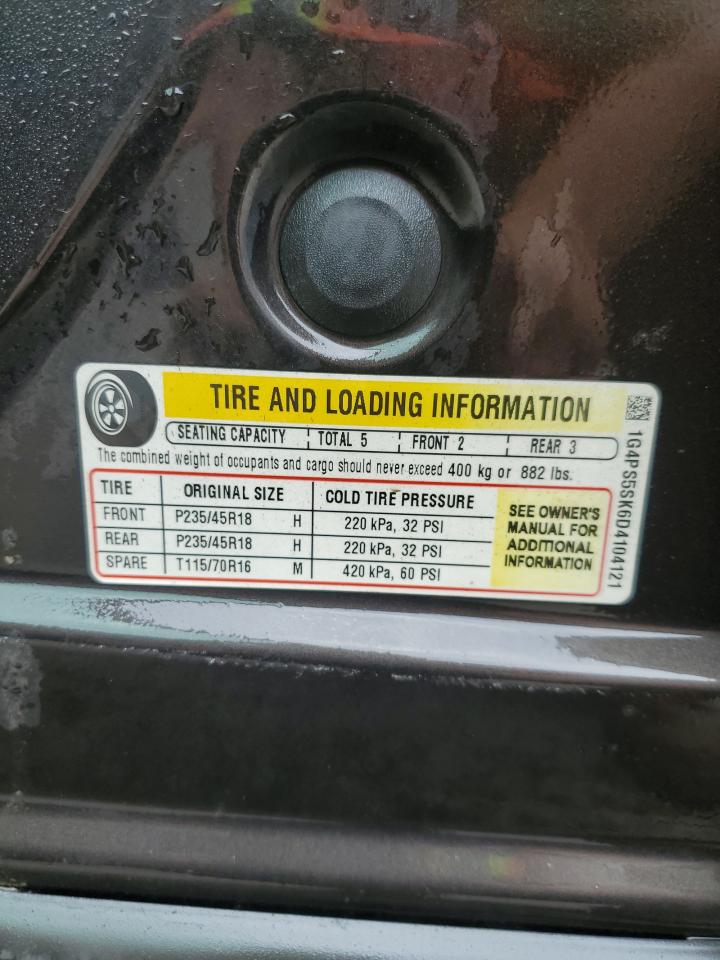 TIRE AND LOADING INFORMATION
SEATING CAPACITY TOTAL 5 FRONT 2 REAR 3
The combined weight of occupants and cargo should never exceed 400 kg or 882 lbs.
TIRE ORIGINAL SIZE COLD TIRE PRESSURE
FRONT P235/45R18 H 220 kPa, 32 PSI
REAR P235/45R18 H 220 kPa, 32 PSI
SPARE T115/70R16 M 420 kPa, 60 PSI
SEE OWNER'S
MANUAL FOR
ADDITIONAL
INFORMATION
1G4PS5SK6D4104121